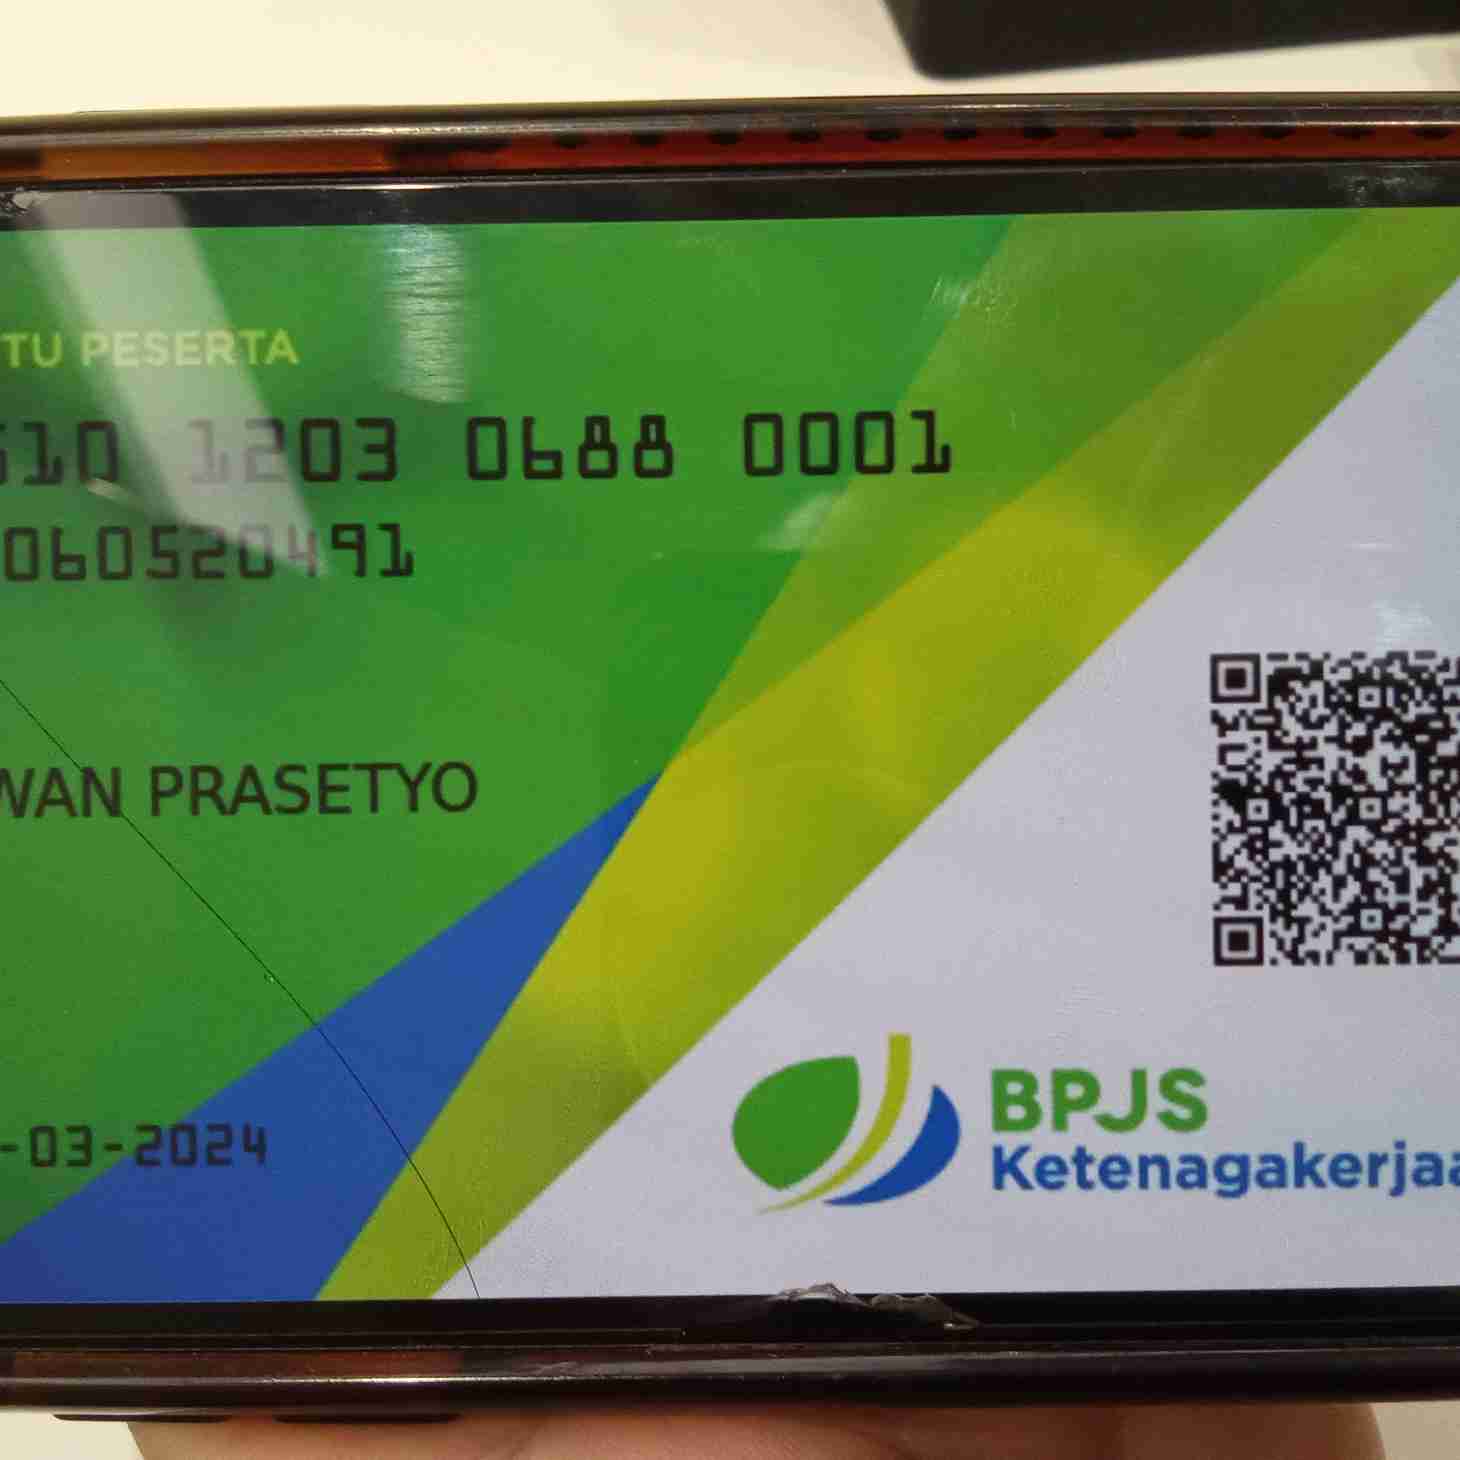 TU PESERTA
510 1203 0688 0001
060520491
WAN PRASETYO
-03-2024
BPJS
Ketenagakerjaa